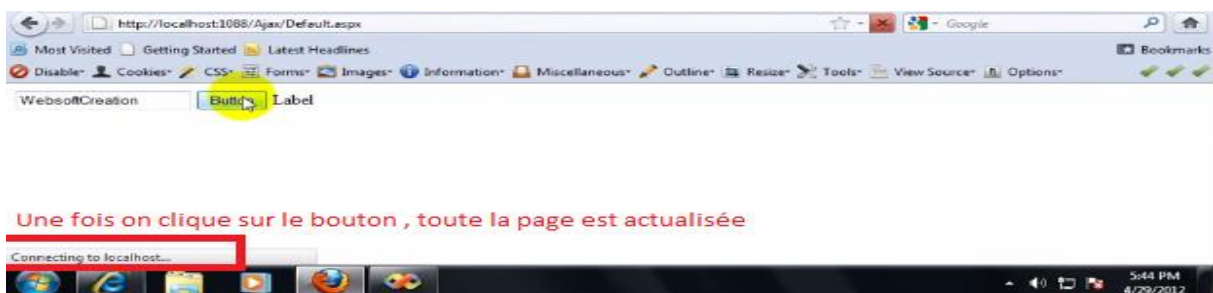 http://localhost:1088/Ajax/Default.aspx Google
Most Visited Getting Started Latest Headlines Bookmarks
Disable Cookies CSS Forms Images Information Miscellaneous Outline Resize Tools View Source Options
WebsoftCreation Button Label
Une fois on clique sur le bouton , toute la page est actualisée
Connecting to localhost...
5:44 PM
4/29/2012